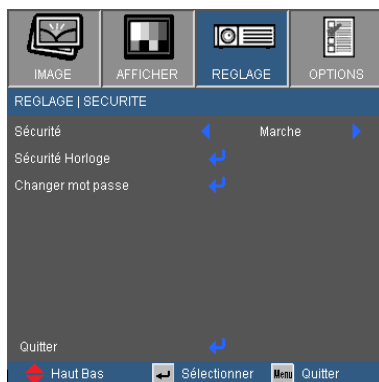 IMAGE AFFICHER REGLAGE OPTIONS
REGLAGE | SECURITE
Sécurité Marche
Sécurité Horloge
Changer mot passe
Quitter
Haut Bas Sélectionner Menu Quitter